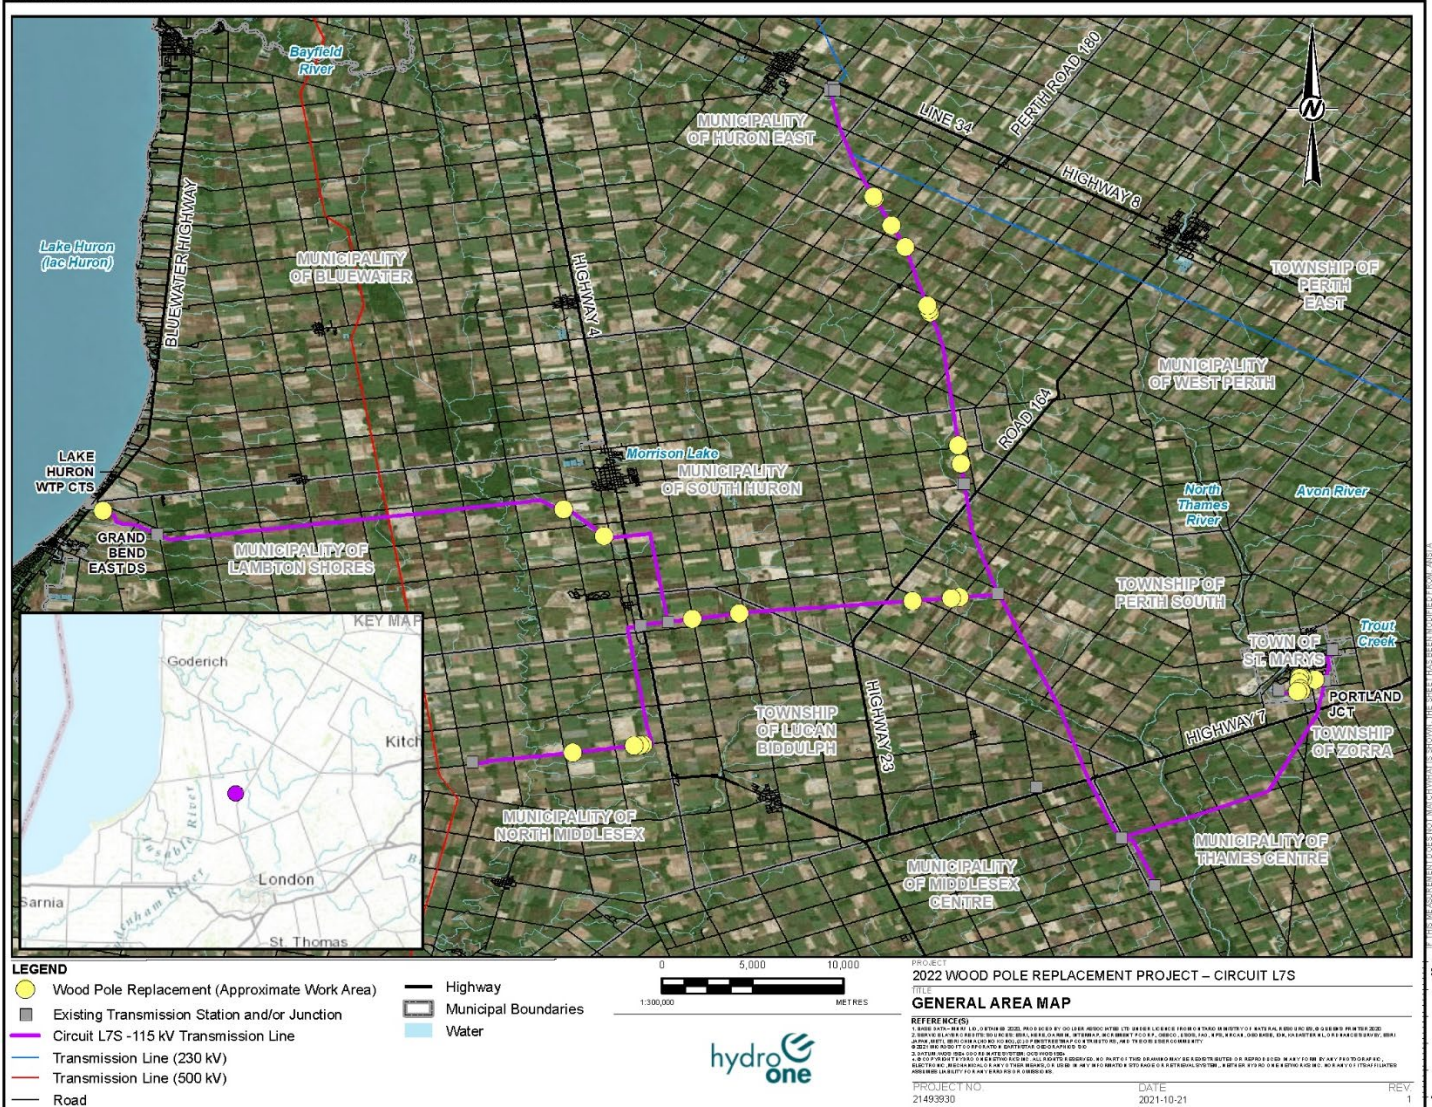 Bayfield
River
MUNICIPALITY
OF HURON EAST
LINE 34
PERTH ROAD 180
HIGHWAY 8
N
BLUEWATER HIGHWAY
Lake Huron
(lac Huron)
MUNICIPALITY
OF BLUEWATER
HIGHWAY 4
TOWNSHIP OF
PERTH
EAST
MUNICIPALITY
OF WEST PERTH
ROAD 164
LAKE
HURON
WTP CTS
Morrison Lake
MUNICIPALITY
OF SOUTH HURON
North
Thames
River
Avon River
GRAND
BEND
EAST DS
MUNICIPALITY OF
LAMBTON SHORES
TOWNSHIP OF
PERTH SOUTH
Trout
Creek
TOWN OF
ST. MARYS
PORTLAND
JCT
HIGHWAY 7
TOWNSHIP
OF ZORRA
TOWNSHIP
OF LUCAN
BIDDULPH
HIGHWAY 23
MUNICIPALITY OF
NORTH MIDDLESEX
MUNICIPALITY
OF MIDDLESEX
CENTRE
MUNICIPALITY OF
THAMES CENTRE
KEY MAP
Goderich
Kitch
London
Sarnia
St. Thomas
LEGEND
Wood Pole Replacement (Approximate Work Area)
Existing Transmission Station and/or Junction
Circuit L7S -115 kV Transmission Line
Transmission Line (230 kV)
Transmission Line (500 kV)
Road
Highway
Municipal Boundaries
Water
0 5,000 10,000
1:300,000 METRES
hydro
one
PROJECT
2022 WOOD POLE REPLACEMENT PROJECT – CIRCUIT L7S
TITLE
GENERAL AREA MAP
REFERENCE(S)
PROJECT NO. DATE REV.
21493930 2021-10-21 1